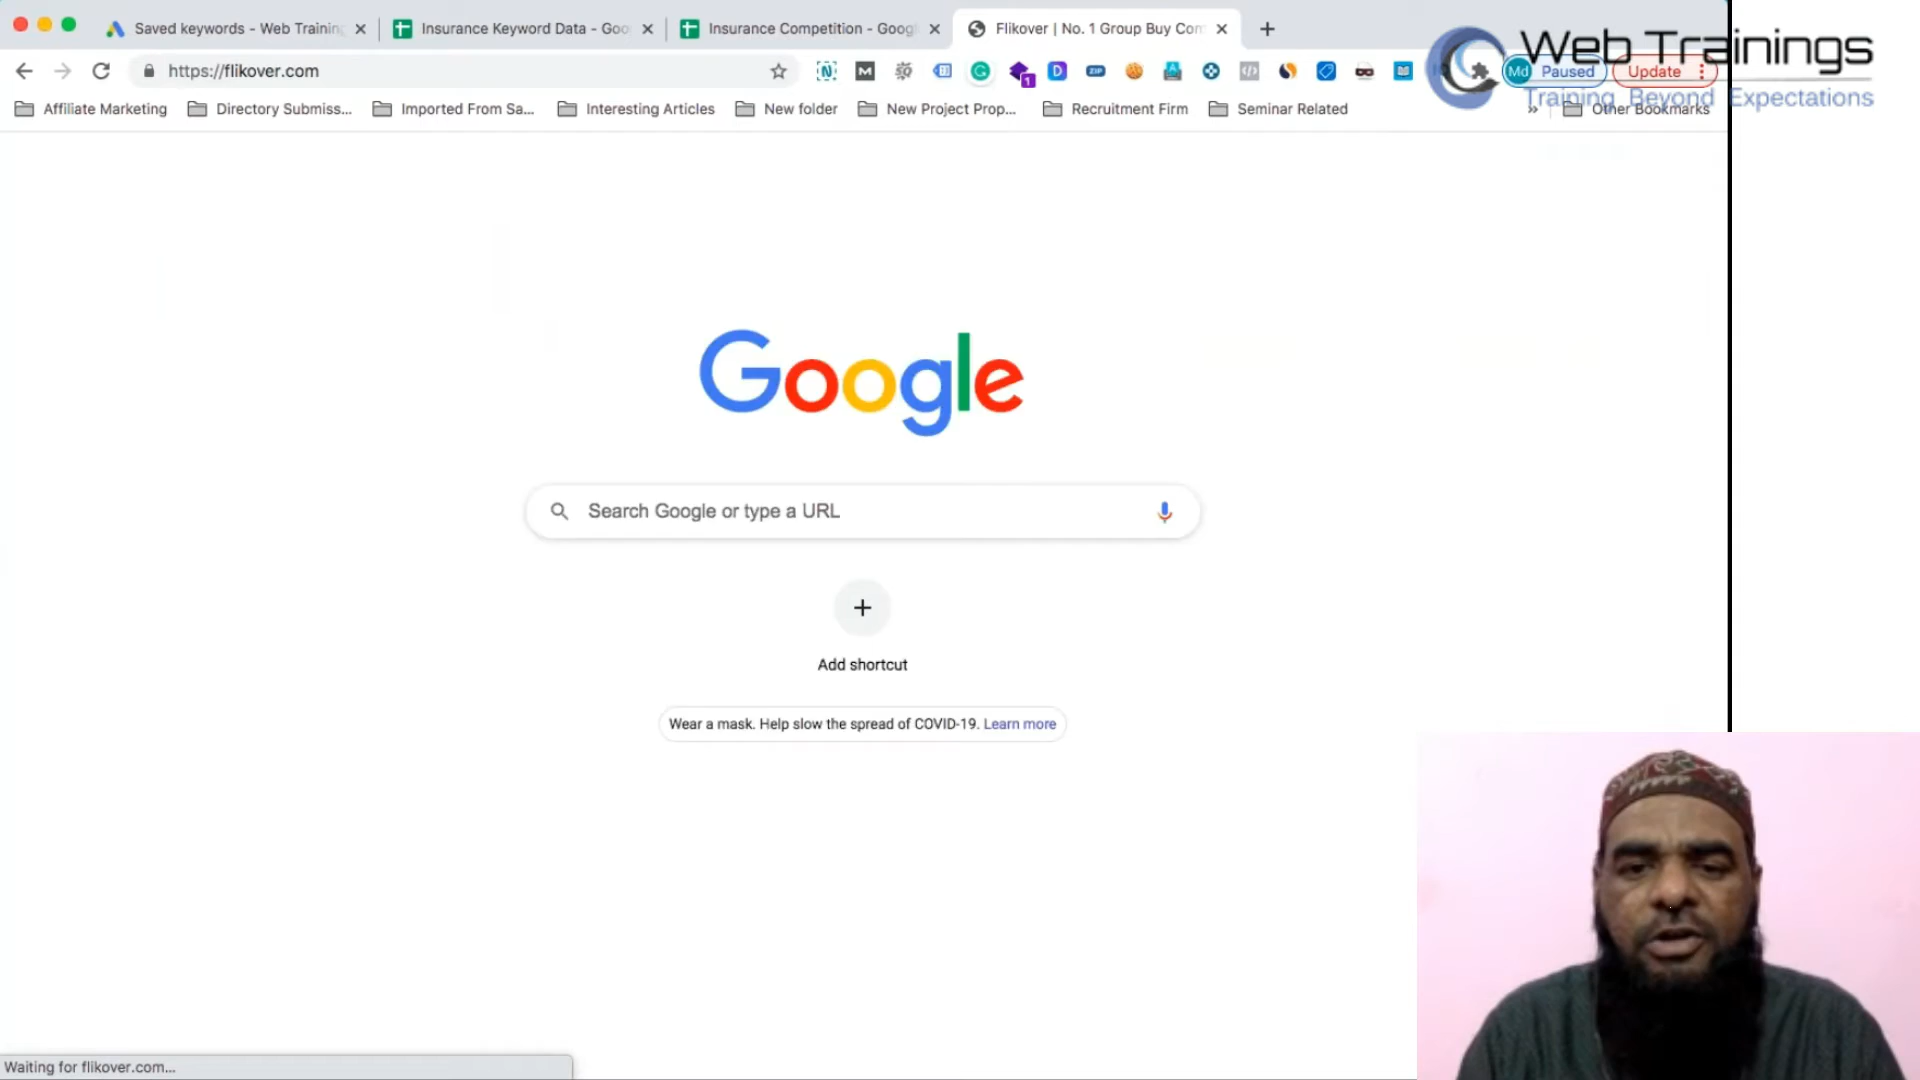 Saved keywords - Web Training
Insurance Keyword Data - Goo
Insurance Competition - Googl
Flikover | No. 1 Group Buy Com
https://flikover.com
1
Md Paused
Update
Web Trainings
Training Beyond Expectations
Affiliate Marketing
Directory Submiss...
Imported From Sa...
Interesting Articles
New folder
New Project Prop...
Recruitment Firm
Seminar Related
»
Other Bookmarks
Google
Search Google or type a URL
Add shortcut
Wear a mask. Help slow the spread of COVID-19. Learn more
Waiting for flikover.com...